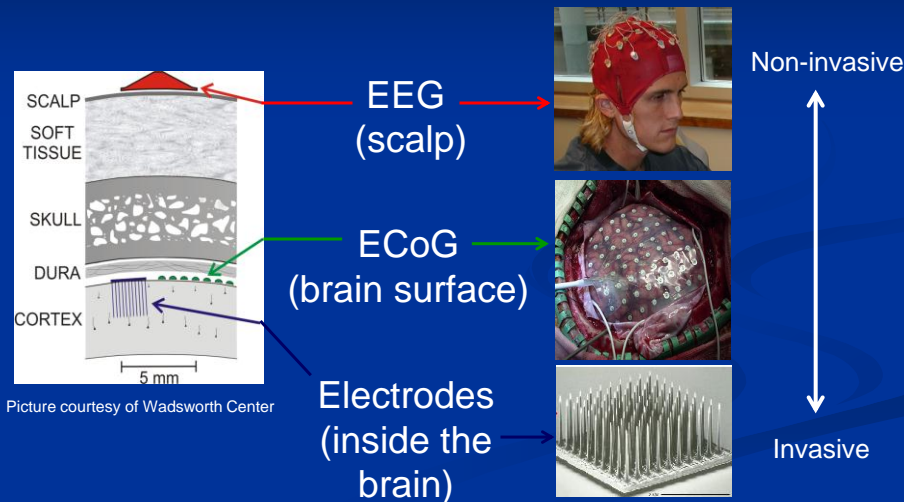 SCALP
SOFT
TISSUE
SKULL
DURA
CORTEX
5 mm
Picture courtesy of Wadsworth Center
EEG
(scalp)
ECoG
(brain surface)
Electrodes
(inside the
brain)
Non-invasive
Invasive